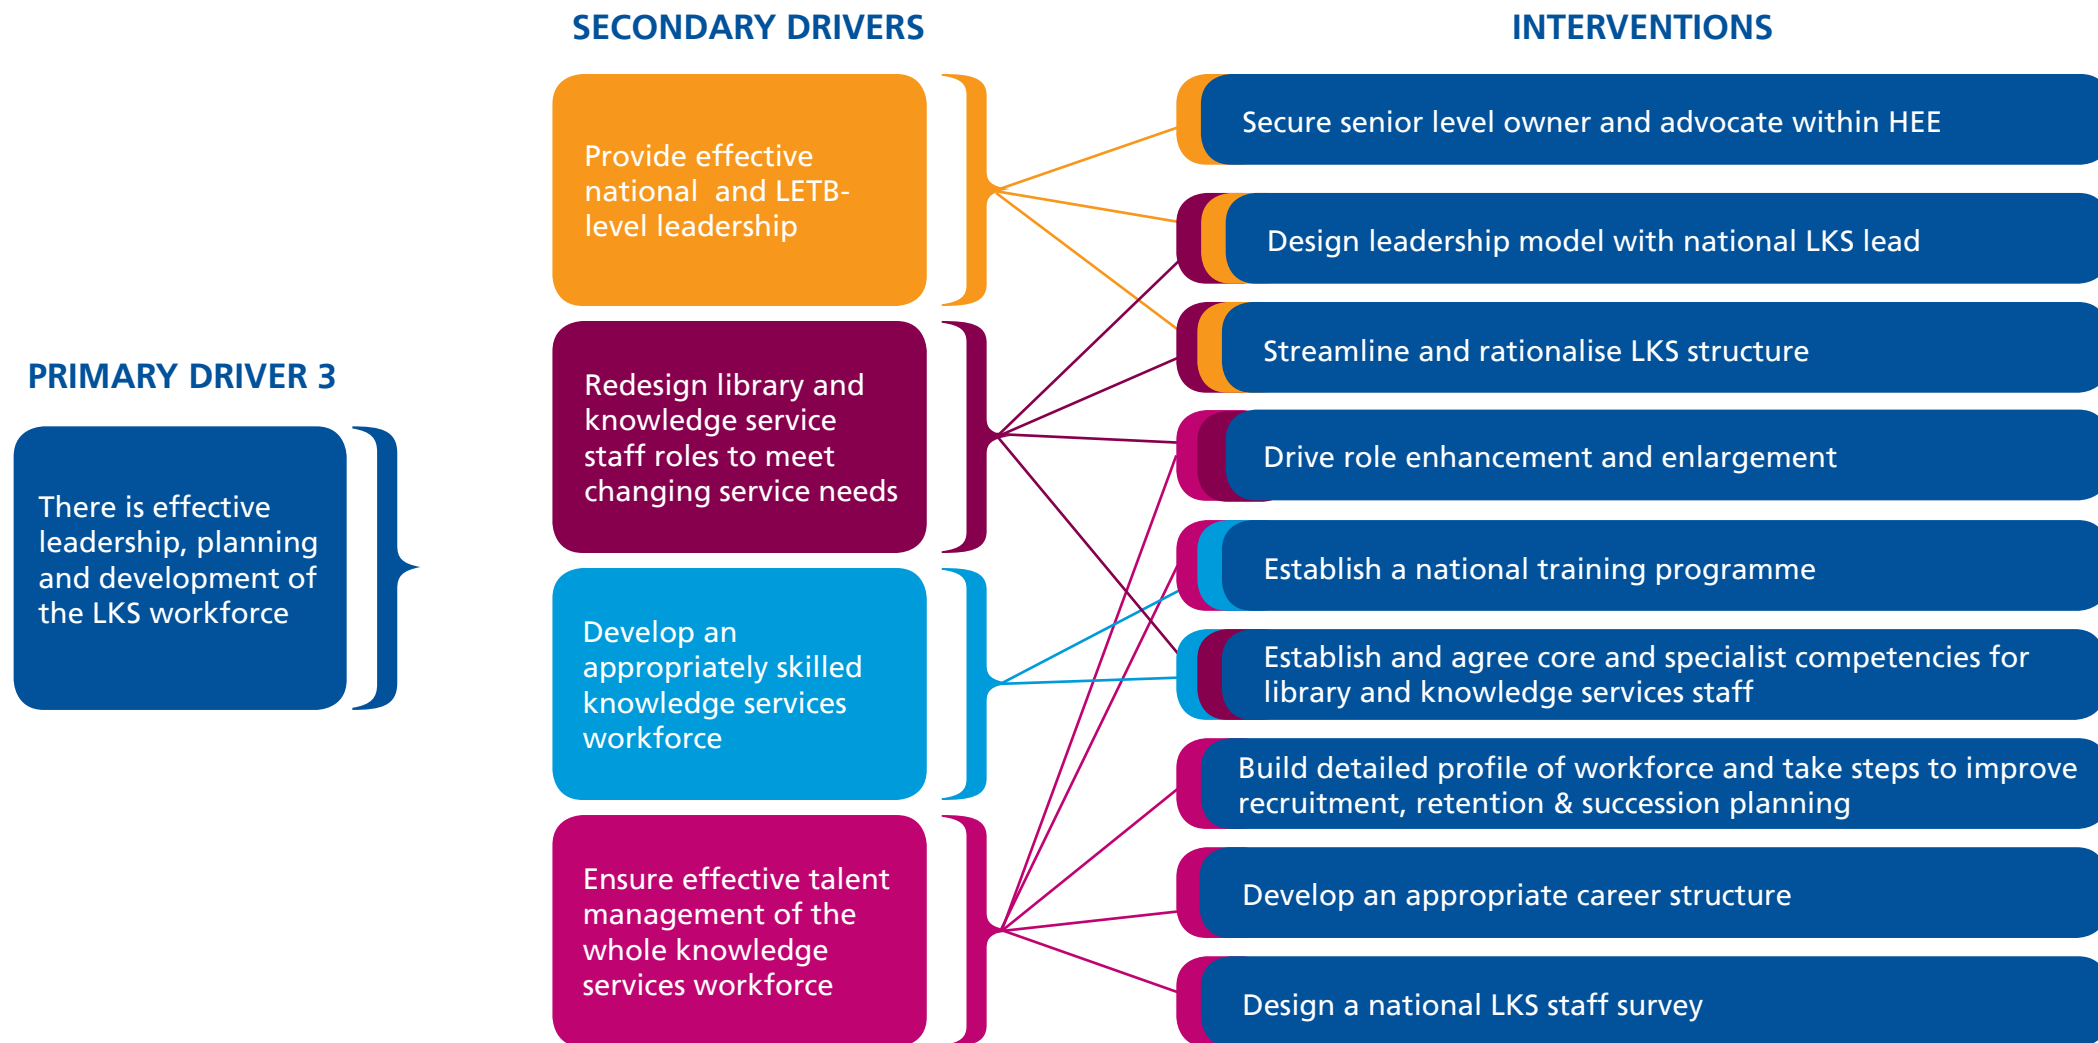 SECONDARY DRIVERS
INTERVENTIONS
PRIMARY DRIVER 3
There is effective
leadership, planning
and development of
the LKS workforce
Provide effective
national and LETB-
level leadership
Redesign library and
knowledge service
staff roles to meet
changing service needs
Develop an
appropriately skilled
knowledge services
workforce
Ensure effective talent
management of the
whole knowledge
services workforce
Secure senior level owner and advocate within HEE
Design leadership model with national LKS lead
Streamline and rationalise LKS structure
Drive role enhancement and enlargement
Establish a national training programme
Establish and agree core and specialist competencies for
library and knowledge services staff
Build detailed profile of workforce and take steps to improve
recruitment, retention & succession planning
Develop an appropriate career structure
Design a national LKS staff survey